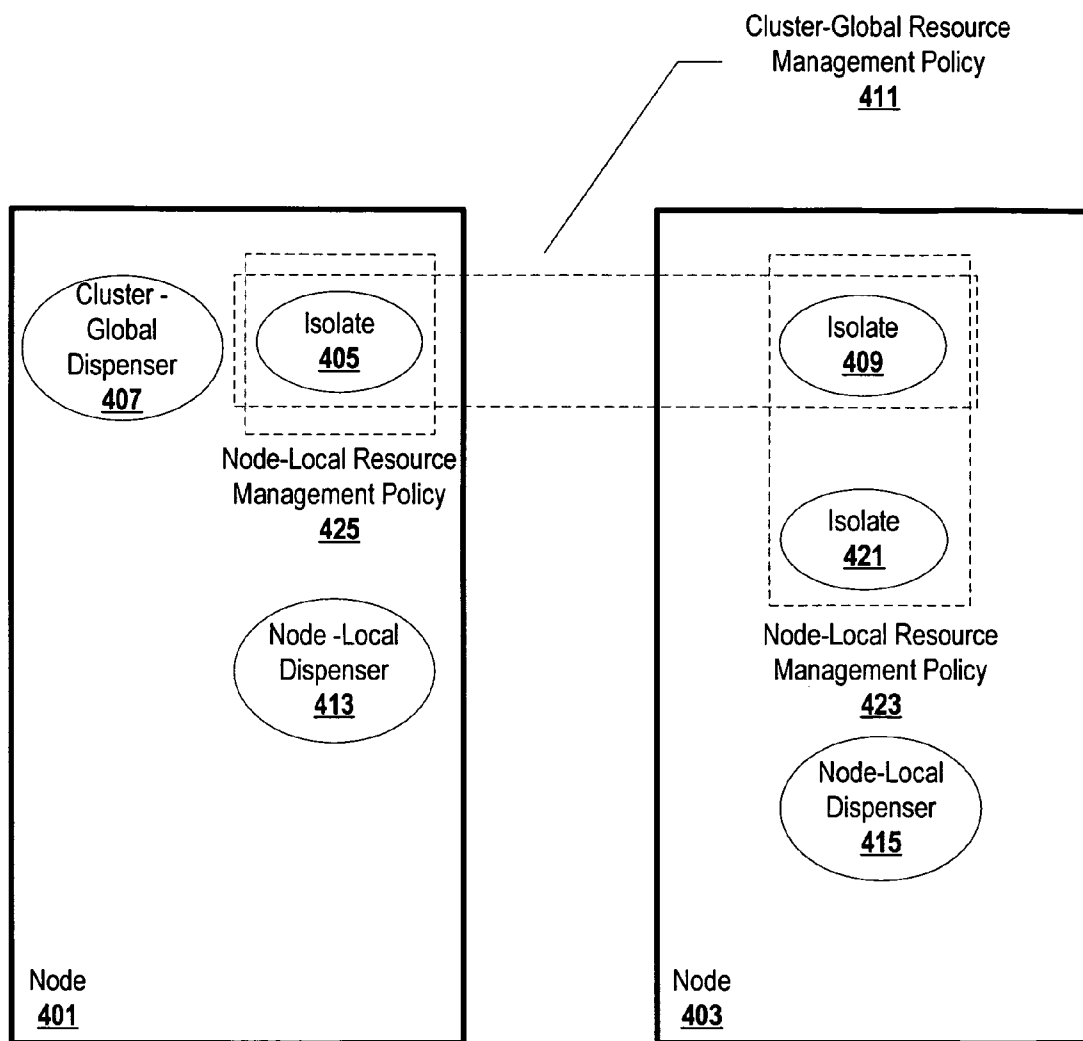 Cluster-Global Resource
Management Policy
411
Cluster -
Global
Dispenser
407
Isolate
405
Node-Local Resource
Management Policy
425
Node -Local
Dispenser
413
Node
401
Isolate
409
Isolate
421
Node-Local Resource
Management Policy
423
Node-Local
Dispenser
415
Node
403